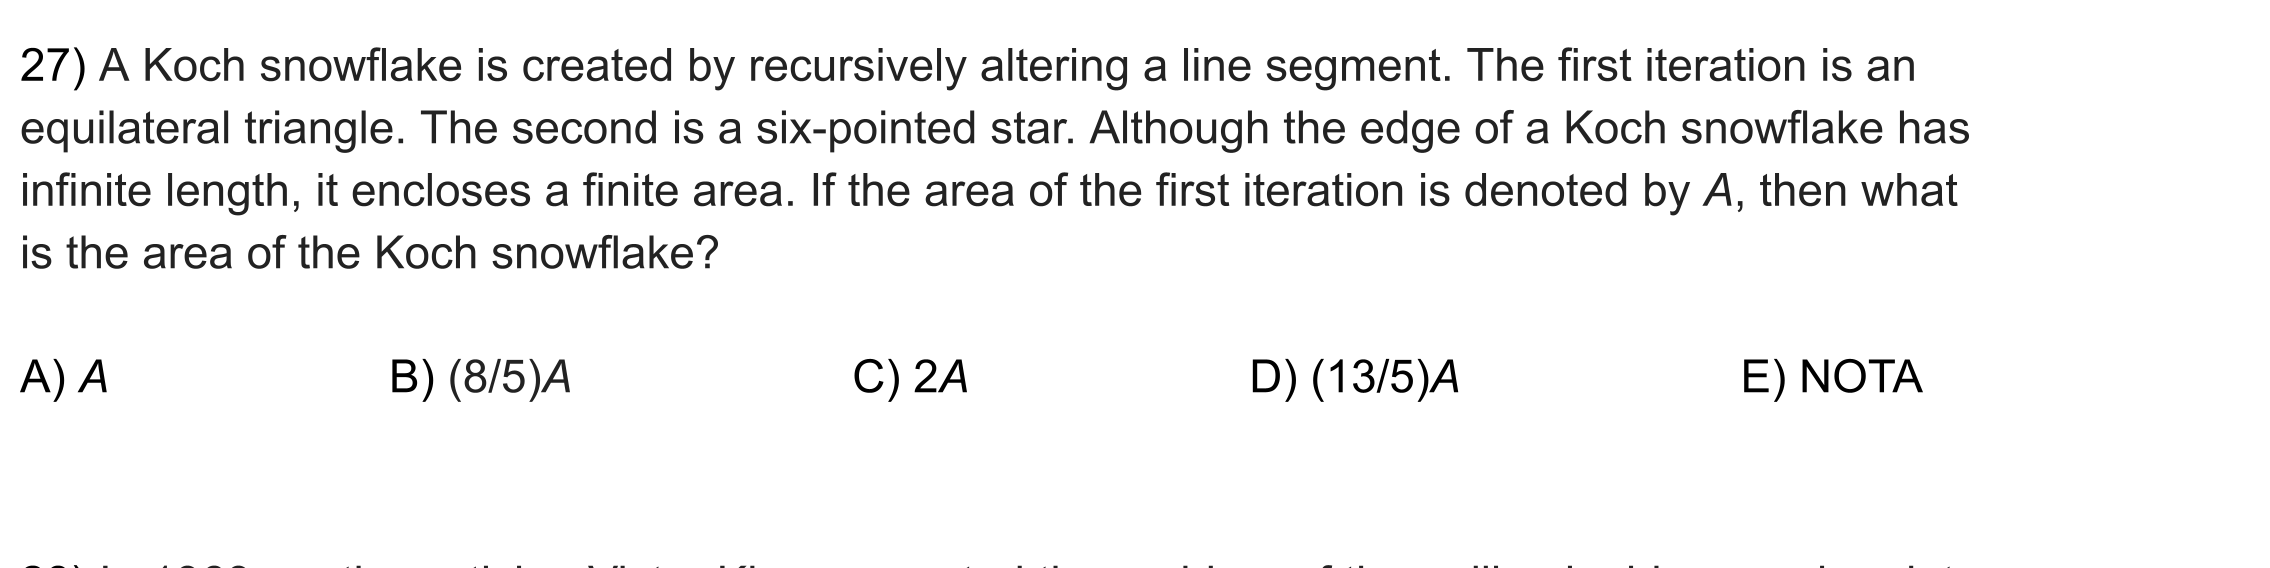 27) A Koch snowflake is created by recursively altering a line segment. The first iteration is an
equilateral triangle. The second is a six-pointed star. Although the edge of a Koch snowflake has
infinite length, it encloses a finite area. If the area of the first iteration is denoted by A, then what
is the area of the Koch snowflake?
A) A B) (8/5)A C) 2A D) (13/5)A E) NOTA